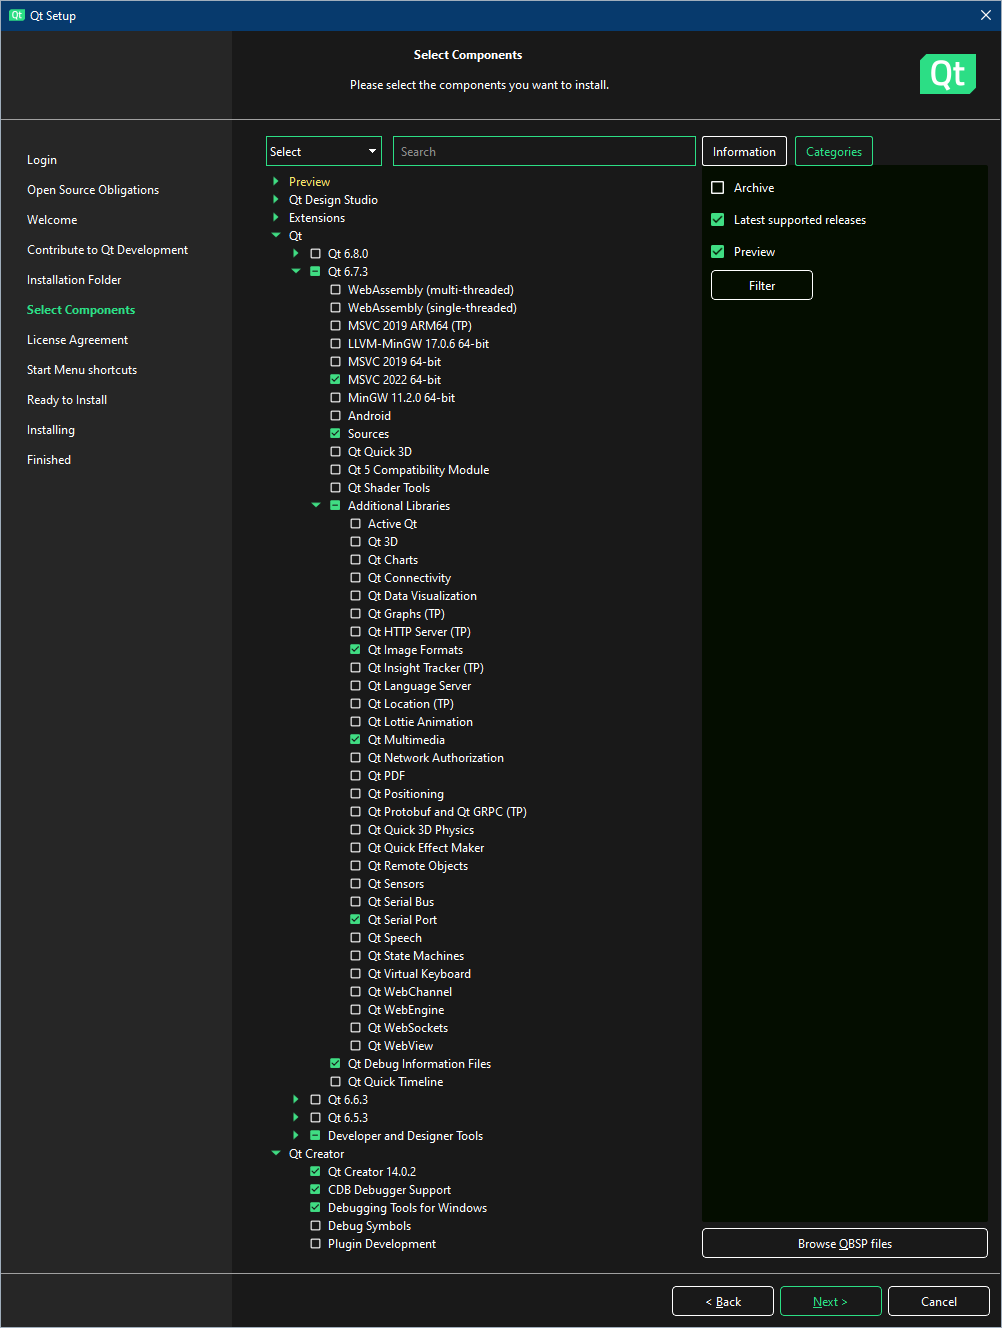 Qt Qt Setup
Select Components
Please select the components you want to install.
Qt
Login
Open Source Obligations
Welcome
Contribute to Qt Development
Installation Folder
Select Components
License Agreement
Start Menu shortcuts
Ready to Install
Installing
Finished
Select
Search
Information
Categories
Preview
Qt Design Studio
Extensions
Qt
Qt 6.8.0
Qt 6.7.3
WebAssembly (multi-threaded)
WebAssembly (single-threaded)
MSVC 2019 ARM64 (TP)
LLVM-MinGW 17.0.6 64-bit
MSVC 2019 64-bit
MSVC 2022 64-bit
MinGW 11.2.0 64-bit
Android
Sources
Qt Quick 3D
Qt 5 Compatibility Module
Qt Shader Tools
Additional Libraries
Active Qt
Qt 3D
Qt Charts
Qt Connectivity
Qt Data Visualization
Qt Graphs (TP)
Qt HTTP Server (TP)
Qt Image Formats
Qt Insight Tracker (TP)
Qt Language Server
Qt Location (TP)
Qt Lottie Animation
Qt Multimedia
Qt Network Authorization
Qt PDF
Qt Positioning
Qt Protobuf and Qt GRPC (TP)
Qt Quick 3D Physics
Qt Quick Effect Maker
Qt Remote Objects
Qt Sensors
Qt Serial Bus
Qt Serial Port
Qt Speech
Qt State Machines
Qt Virtual Keyboard
Qt WebChannel
Qt WebEngine
Qt WebSockets
Qt WebView
Qt Debug Information Files
Qt Quick Timeline
Qt 6.6.3
Qt 6.5.3
Developer and Designer Tools
Qt Creator
Qt Creator 14.0.2
CDB Debugger Support
Debugging Tools for Windows
Debug Symbols
Plugin Development
Archive
Latest supported releases
Preview
Filter
Browse QBSP files
< Back
Next >
Cancel